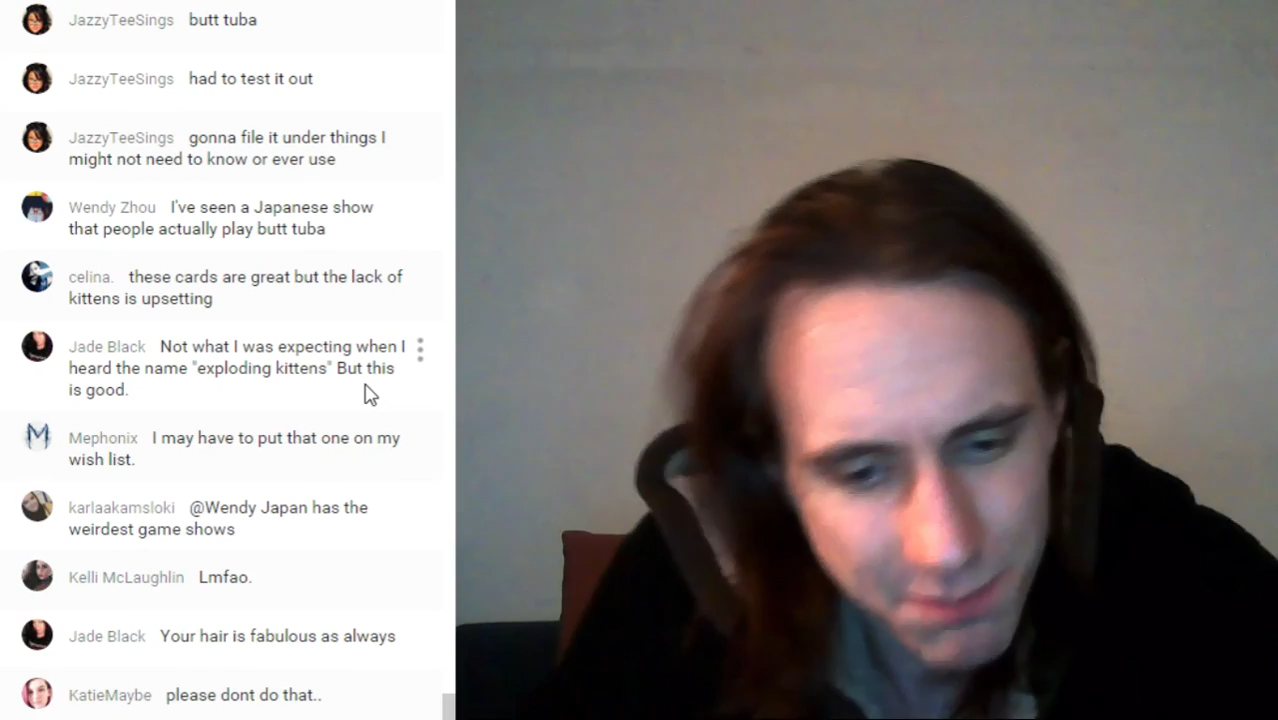 JazzyTeeSings butt tuba
JazzyTeeSings had to test it out
JazzyTeeSings gonna file it under things I
might not need to know or ever use
Wendy Zhou I've seen a Japanese show
that people actually play butt tuba
celina. these cards are great but the lack of
kittens is upsetting
Jade Black Not what I was expecting when I
heard the name "exploding kittens" But this
is good.
Mephonix I may have to put that one on my
wish list.
karlaakamsloki @Wendy Japan has the
weirdest game shows
Kelli McLaughlin Lmfao.
Jade Black Your hair is fabulous as always
KatieMaybe please dont do that..